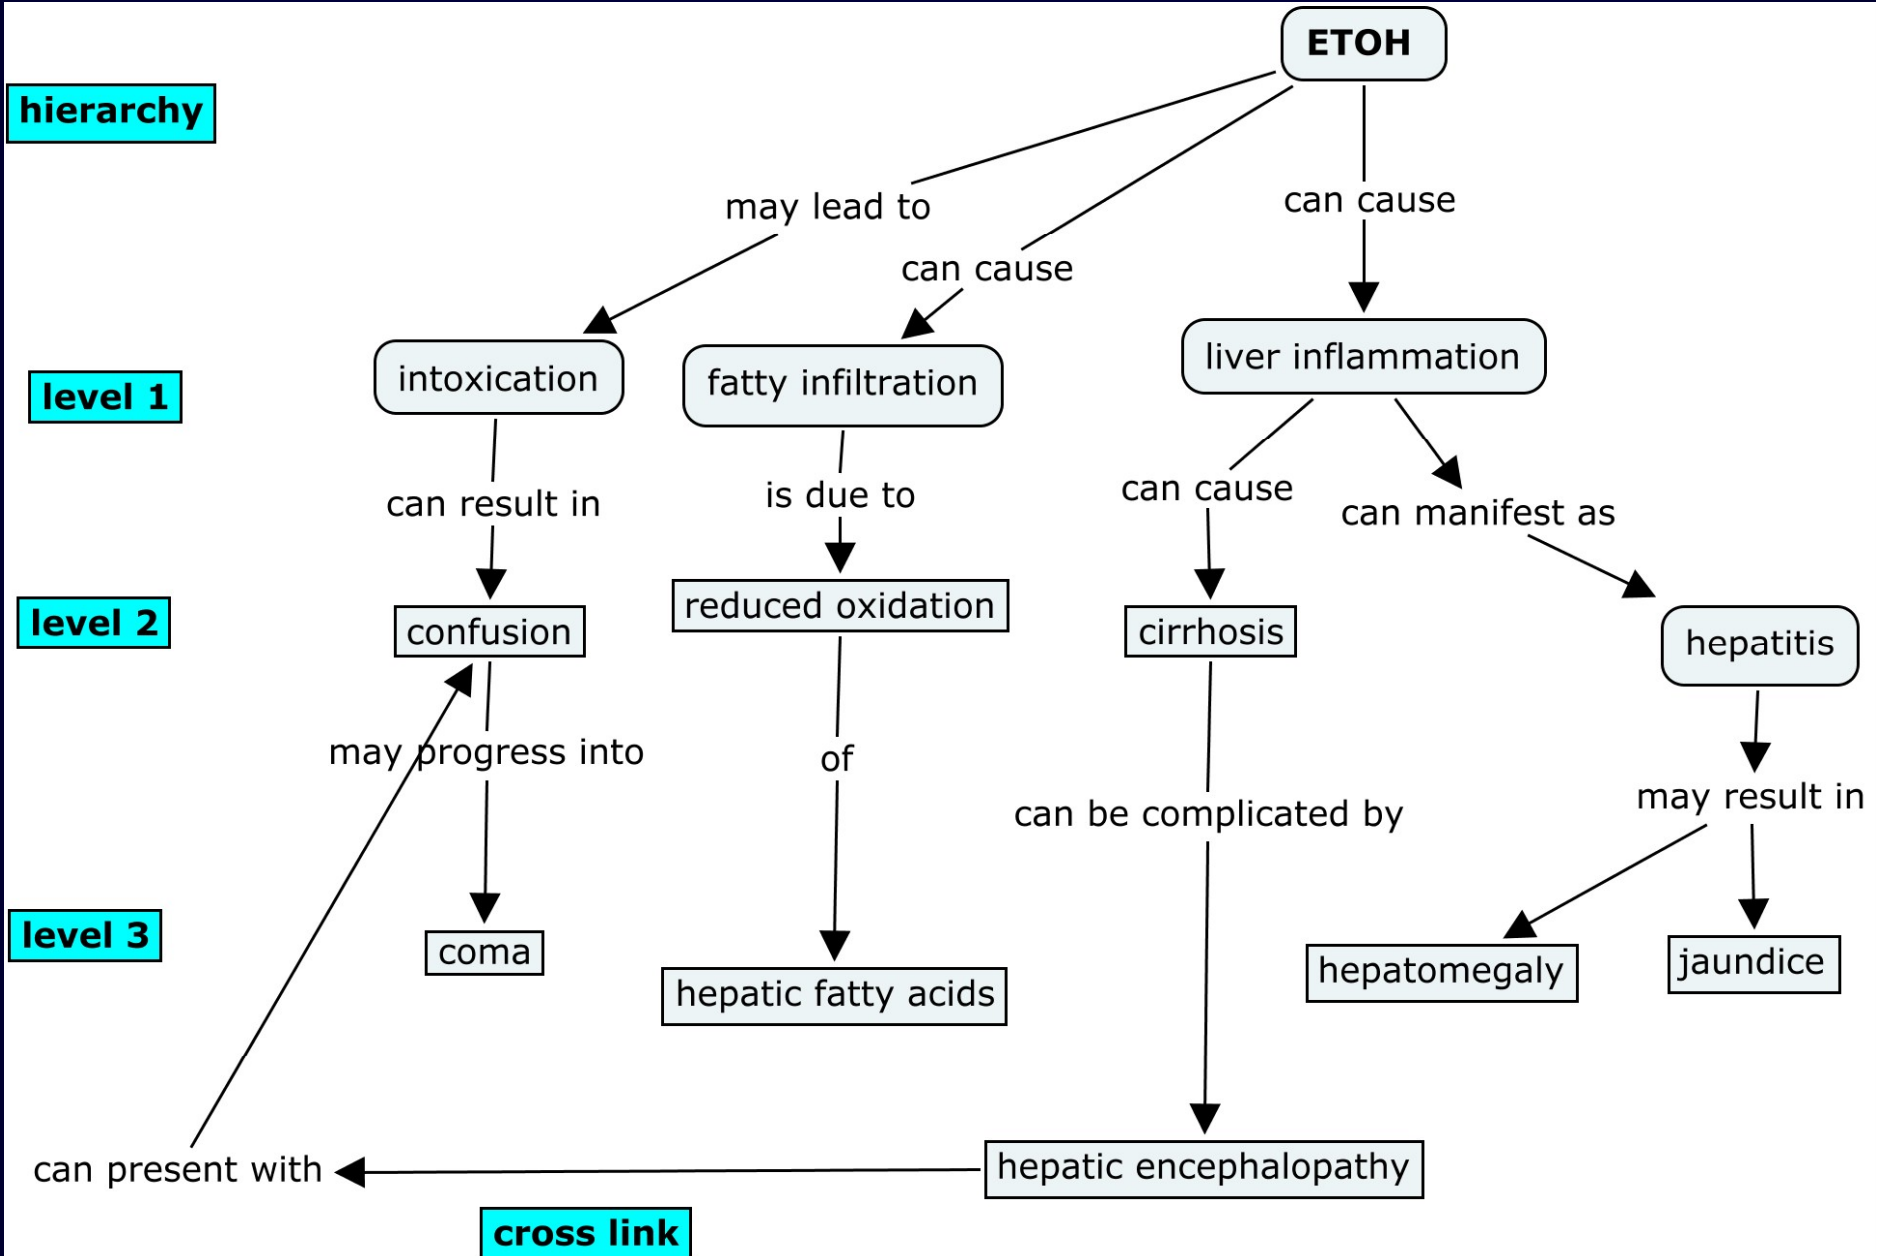 ETOH
hierarchy
may lead to
can cause
can cause
level 1
intoxication
fatty infiltration
liver inflammation
can result in
is due to
can cause
can manifest as
level 2
confusion
reduced oxidation
cirrhosis
hepatitis
may progress into
of
can be complicated by
may result in
level 3
coma
hepatic fatty acids
hepatomegaly
jaundice
can present with
hepatic encephalopathy
cross link